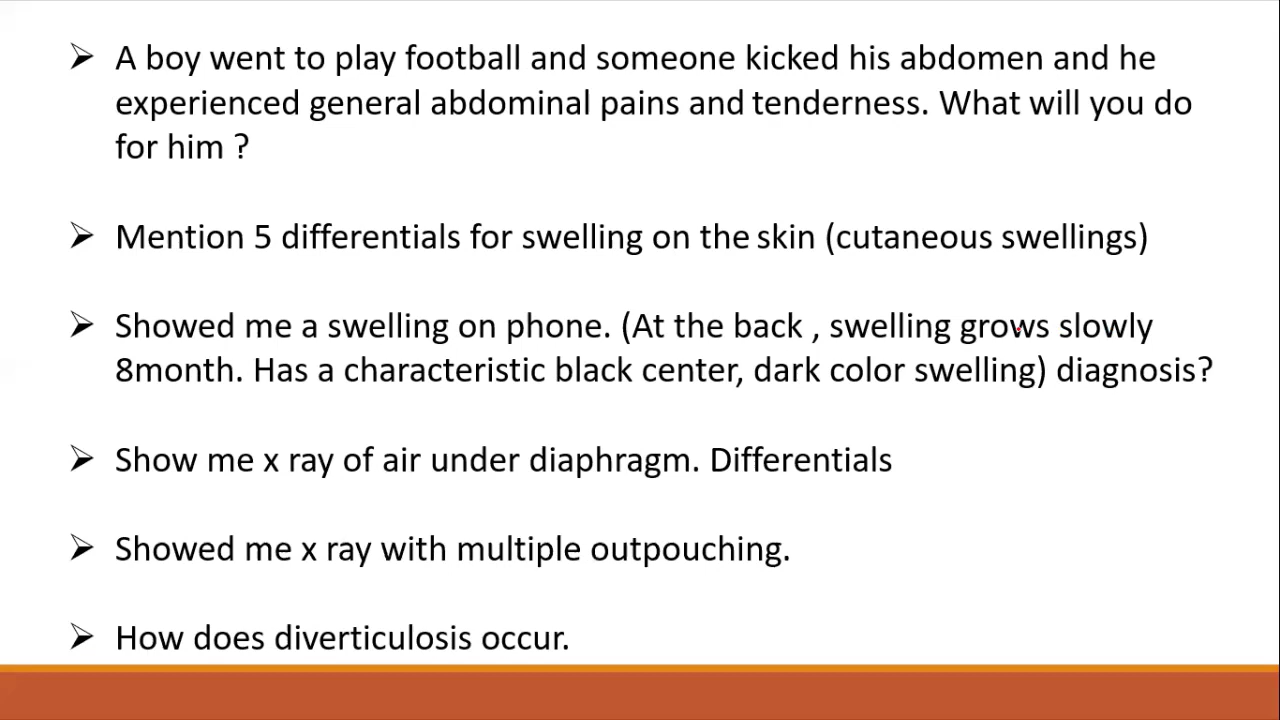 ➢ A boy went to play football and someone kicked his abdomen and he
experienced general abdominal pains and tenderness. What will you do
for him ?
➢ Mention 5 differentials for swelling on the skin (cutaneous swellings)
➢ Showed me a swelling on phone. (At the back , swelling grows slowly
8month. Has a characteristic black center, dark color swelling) diagnosis?
➢ Show me x ray of air under diaphragm. Differentials
➢ Showed me x ray with multiple outpouching.
➢ How does diverticulosis occur.